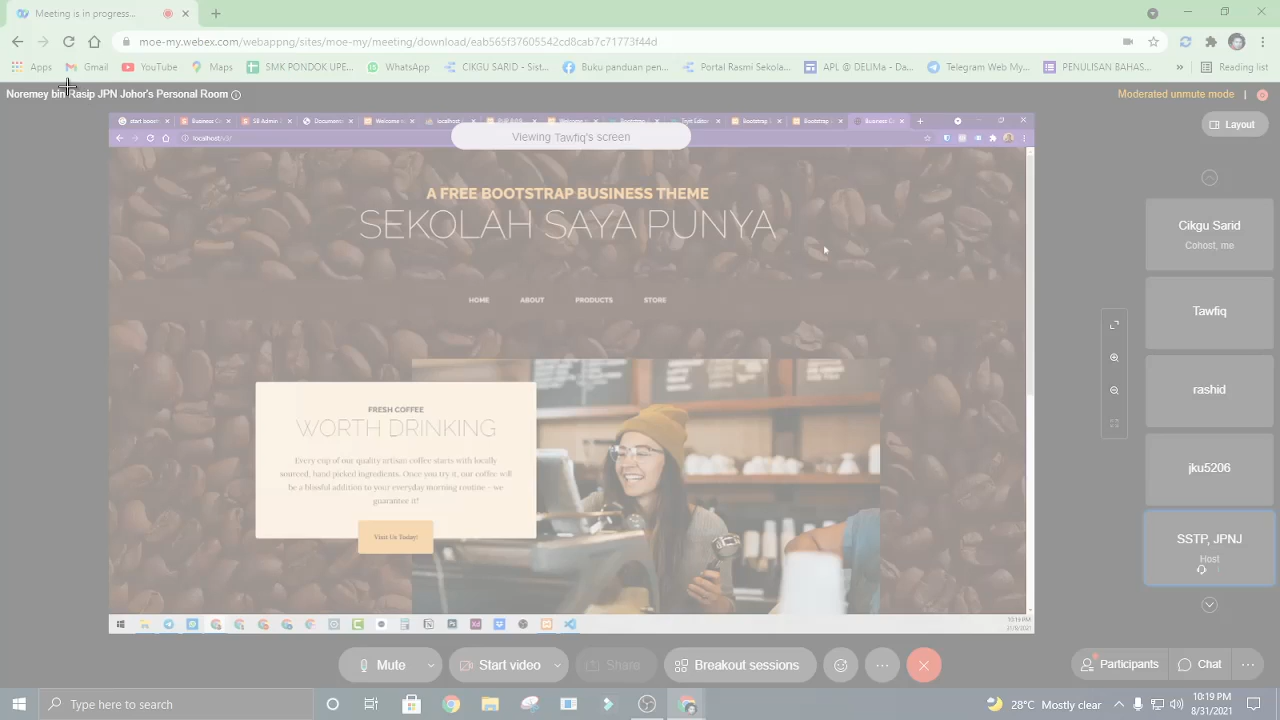 Meeting is in progress...
moe-my.webex.com/webappng/sites/moe-my/meeting/download/eab565f37605542cd8cab7c71773f44d
Apps Gmail YouTube Maps SMK PONDOK UPE... WhatsApp CIKGU SARID - Sist... Buku pandudan pen... Portal Rasmi Sekola... APL @ DELIMa - Da... Telegram Web My... PENULISAN BAHAS... » Reading list
Noremey bin Rasip JPN Johor's Personal Room
Moderated unmute mode
Layout
Viewing Tawfiq's screen
A FREE BOOTSTRAP BUSINESS THEME
SEKOLAH SAYA PUNYA
HOME ABOUT PRODUCTS STORE
FRESH COFFEE
WORTH DRINKING
Every cup of our quality artisan coffee starts with locally
sourced, hand picked ingredients. Once you try it, our coffee will
be a blissful addition to your everyday morning routine - we
guarantee it!
Visit Us Today!
Cikgu Sarid
Cohost, me
Tawfiq
rashid
jku5206
SSTP, JPNJ
Host
10:19 PM
Mute
Start video
Share
Breakout sessions
Participants
Chat
Type here to search
28°C Mostly clear
10:19 PM
8/31/2021